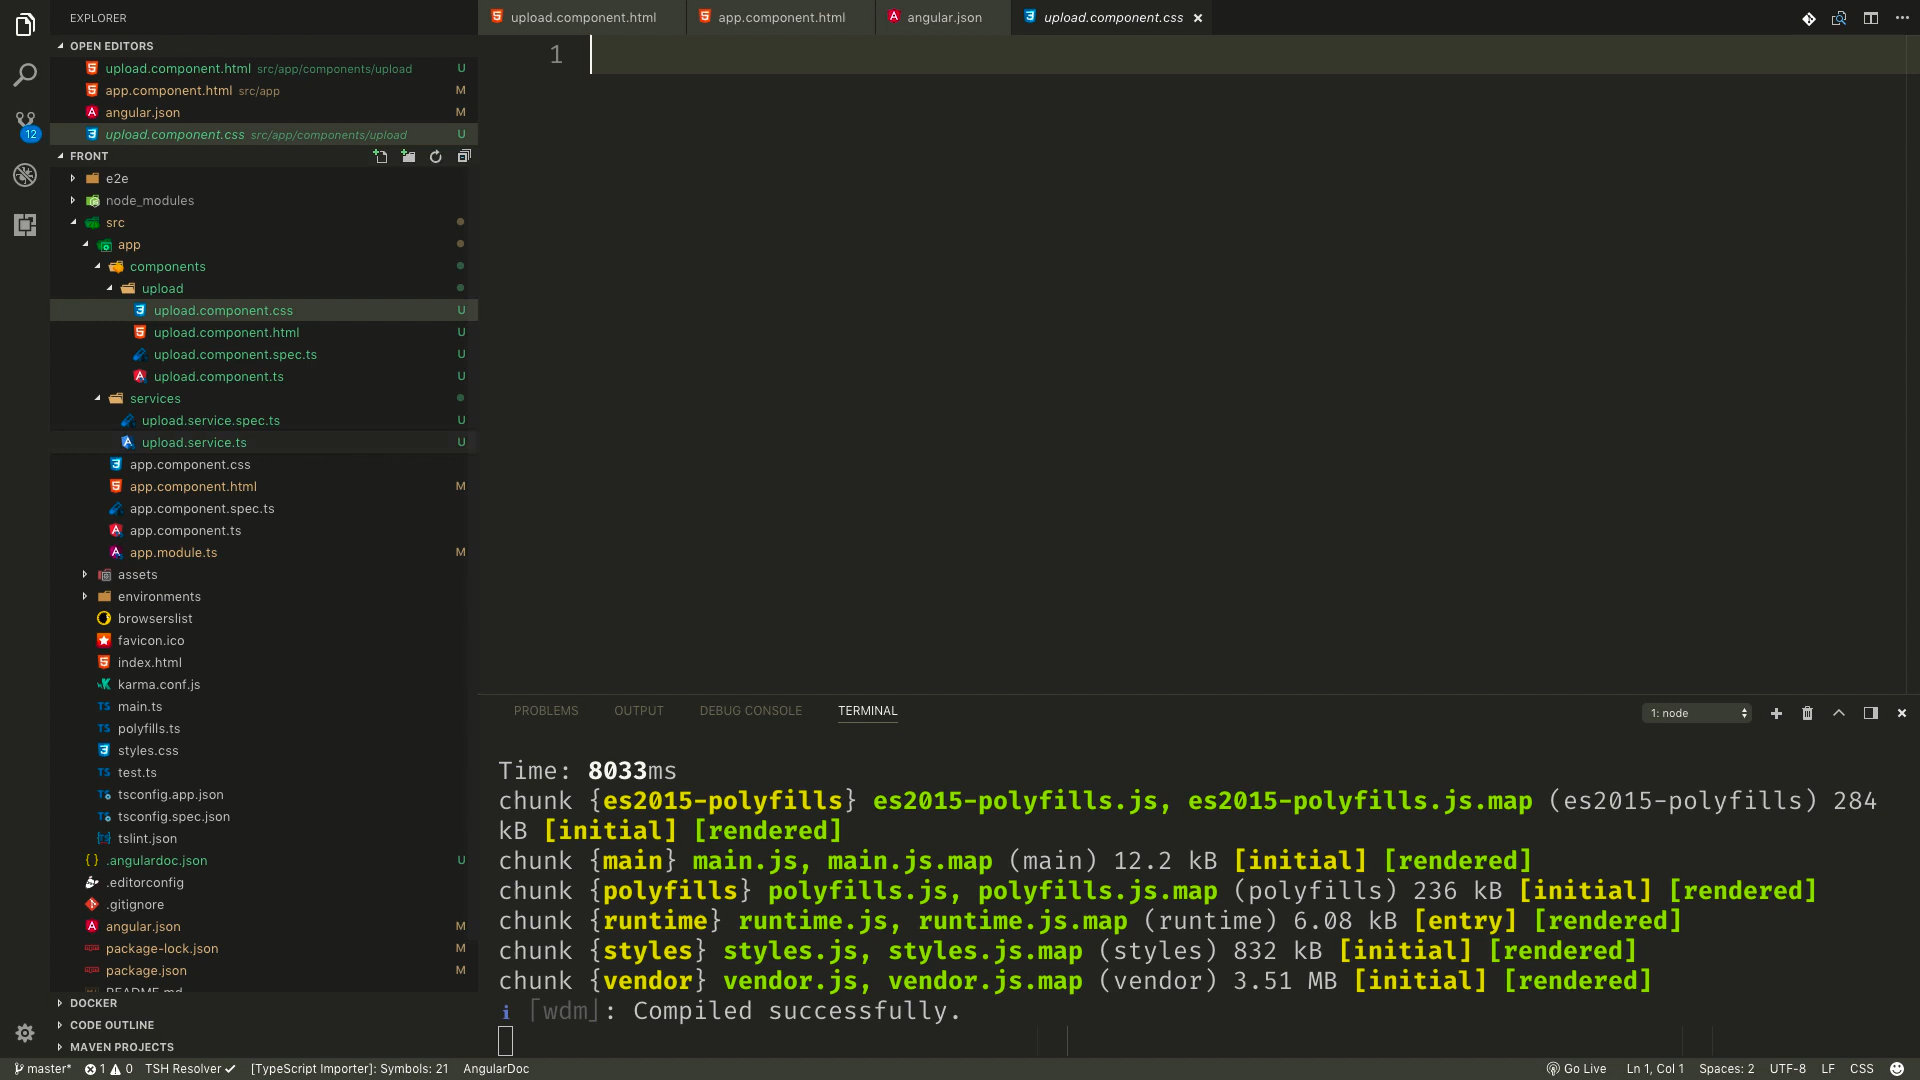 EXPLORER
OPEN EDITORS
upload.component.html src/app/components/upload U
app.component.html src/app M
angular.json M
upload.component.css src/app/components/upload U
12
FRONT
e2e
node_modules
src
app
components
upload
upload.component.css U
upload.component.html U
upload.component.spec.ts U
upload.component.ts U
services
upload.service.spec.ts U
upload.service.ts U
app.component.css
app.component.html M
app.component.spec.ts
app.component.ts
app.module.ts M
assets
environments
browserslist
favicon.ico
index.html
karma.conf.js
main.ts
polyfills.ts
styles.css
test.ts
tsconfig.app.json
tsconfig.spec.json
tslint.json
.angulardoc.json U
.editorconfig
.gitignore
angular.json M
package-lock.json M
package.json M
README.md
DOCKER
CODE OUTLINE
MAVEN PROJECTS
upload.component.html app.component.html angular.json upload.component.css
1
PROBLEMS OUTPUT DEBUG CONSOLE TERMINAL 1: node
Time: 8033ms
chunk {es2015-polyfills} es2015-polyfills.js, es2015-polyfills.js.map (es2015-polyfills) 284
kB [initial] [rendered]
chunk {main} main.js, main.js.map (main) 12.2 kB [initial] [rendered]
chunk {polyfills} polyfills.js, polyfills.js.map (polyfills) 236 kB [initial] [rendered]
chunk {runtime} runtime.js, runtime.js.map (runtime) 6.08 kB [entry] [rendered]
chunk {styles} styles.js, styles.js.map (styles) 832 kB [initial] [rendered]
chunk {vendor} vendor.js, vendor.js.map (vendor) 3.51 MB [initial] [rendered]
ℹ ｢wdm｣: Compiled successfully.
master* 1 0 TSH Resolver ✓ [TypeScript Importer]: Symbols: 21 AngularDoc Go Live Ln 1, Col 1 Spaces: 2 UTF-8 LF CSS